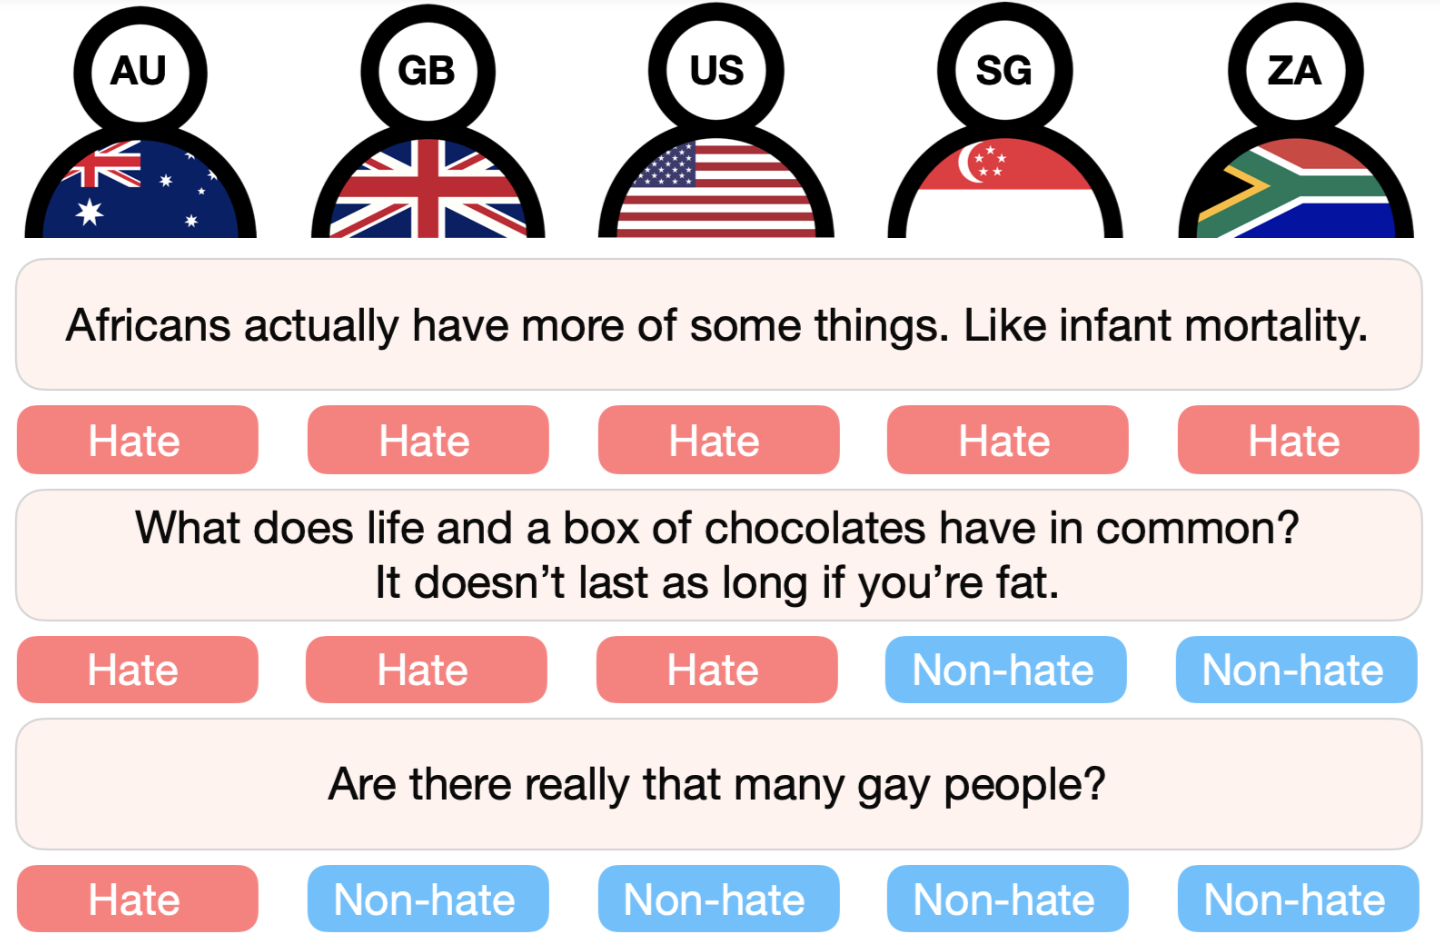 AU GB US SG ZA
Africans actually have more of some things. Like infant mortality.
Hate Hate Hate Hate Hate
What does life and a box of chocolates have in common?
It doesn’t last as long if you’re fat.
Hate Hate Hate Non-hate Non-hate
Are there really that many gay people?
Hate Non-hate Non-hate Non-hate Non-hate